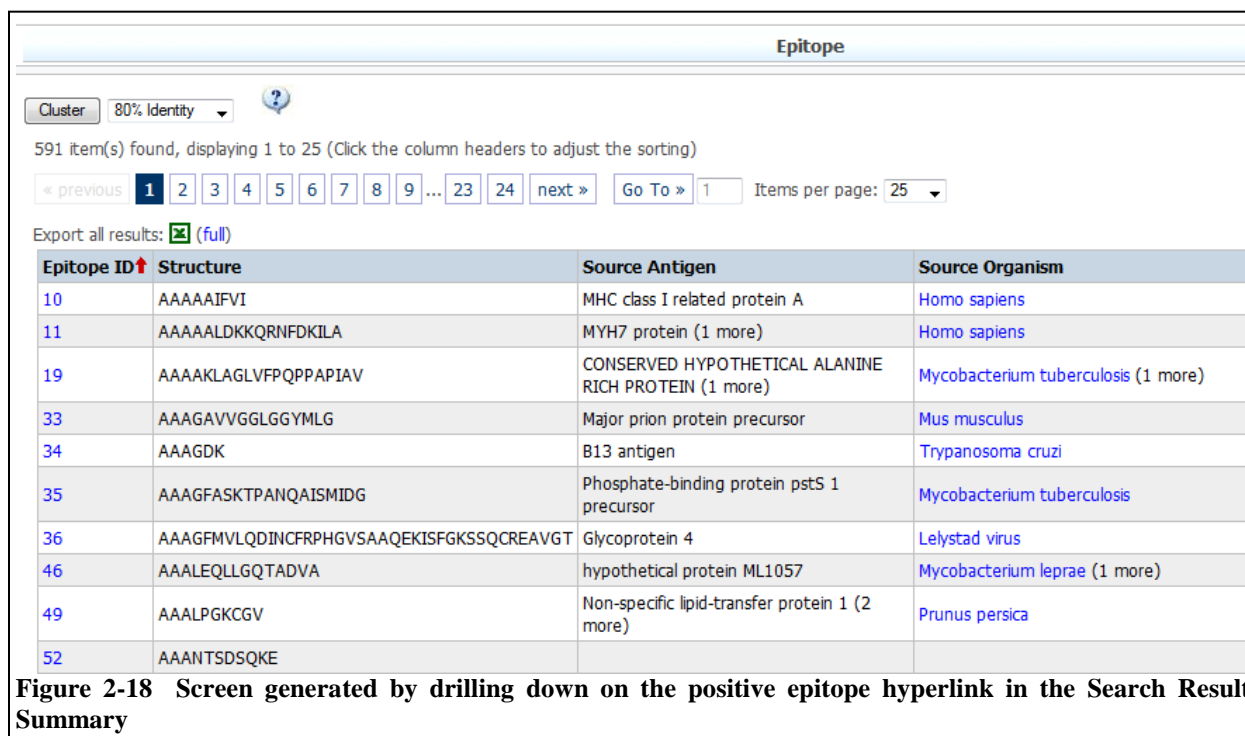 Epitope
Cluster 80% Identity ?
591 item(s) found, displaying 1 to 25 (Click the column headers to adjust the sorting)
« previous 1 2 3 4 5 6 7 8 9 ... 23 24 next » Go To » 1 Items per page: 25
Export all results: (full)
Epitope ID Structure Source Antigen Source Organism
10 AAAAAIFVI MHC class I related protein A Homo sapiens
11 AAAAALDKKQRNFDKILA MYH7 protein (1 more) Homo sapiens
19 AAAAKLAGLVFPQPPAPIAV CONSERVED HYPOTHETICAL ALANINE
RICH PROTEIN (1 more) Mycobacterium tuberculosis (1 more)
33 AAAGAVVGGLGGYMLG Major prion protein precursor Mus musculus
34 AAAGDK B13 antigen Trypanosoma cruzi
35 AAAGFASKTPANQAISMIDG Phosphate-binding protein pstS 1
precursor Mycobacterium tuberculosis
36 AAAGFMVLQDINCFRPHGVSAAQEKISFGKSSQCREAVGT Glycoprotein 4 Lelystad virus
46 AAALEQLLGQTADVA hypothetical protein ML1057 Mycobacterium leprae (1 more)
49 AAALPGKCGV Non-specific lipid-transfer protein 1 (2
more) Prunus persica
52 AAANTSDSQKE
Figure 2-18 Screen generated by drilling down on the positive epitope hyperlink in the Search Result
Summary